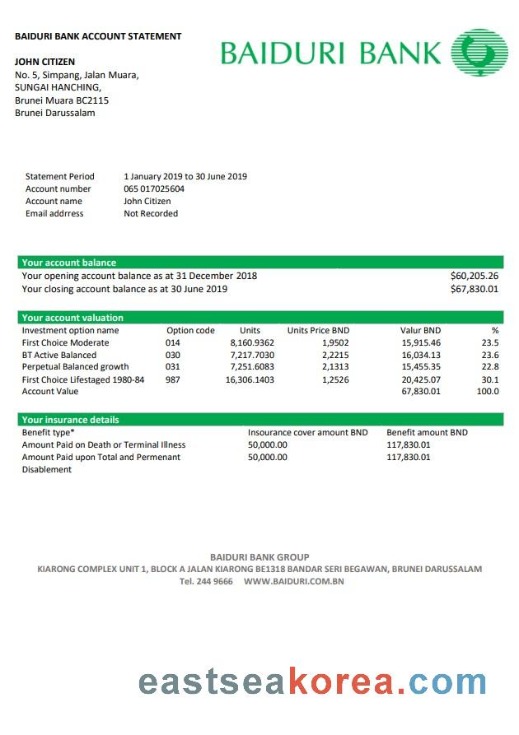 BAIDURI BANK ACCOUNT STATEMENT
BAIDURI BANK
JOHN CITIZEN
No. 5, Simpang, Jalan Muara,
SUNGAI HANCHING,
Brunei Muara BC2115
Brunei Darussalam
Statement Period 1 January 2019 to 30 June 2019
Account number 065 017025604
Account name John Citizen
Email addrress Not Recorded
Your account balance
Your opening account balance as at 31 December 2018 $60,205.26
Your closing account balance as at 30 June 2019 $67,830.01
Your account valuation
Investment option name Option code Units Units Price BND Valur BND %
First Choice Moderate 014 8,160.9362 1,9502 15,915.46 23.5
BT Active Balanced 030 7,217.7030 2,2215 16,034.13 23.6
Perpetual Balanced growth 031 7,251.6083 2,1313 15,455.35 22.8
First Choice Lifestaged 1980-84 987 16,306.1403 1,2526 20,425.07 30.1
Account Value 67,830.01 100.0
Your insurance details
Benefit type* Insourance cover amount BND Benefit amount BND
Amount Paid on Death or Terminal Illness 50,000.00 117,830.01
Amount Paid upon Total and Permenant 50,000.00 117,830.01
Disablement
BAIDURI BANK GROUP
KIARONG COMPLEX UNIT 1, BLOCK A JALAN KIARONG BE1318 BANDAR SERI BEGAWAN, BRUNEI DARUSSALAM
Tel. 244 9666 WWW.BAIDURI.COM.BN
eastseakorea.com